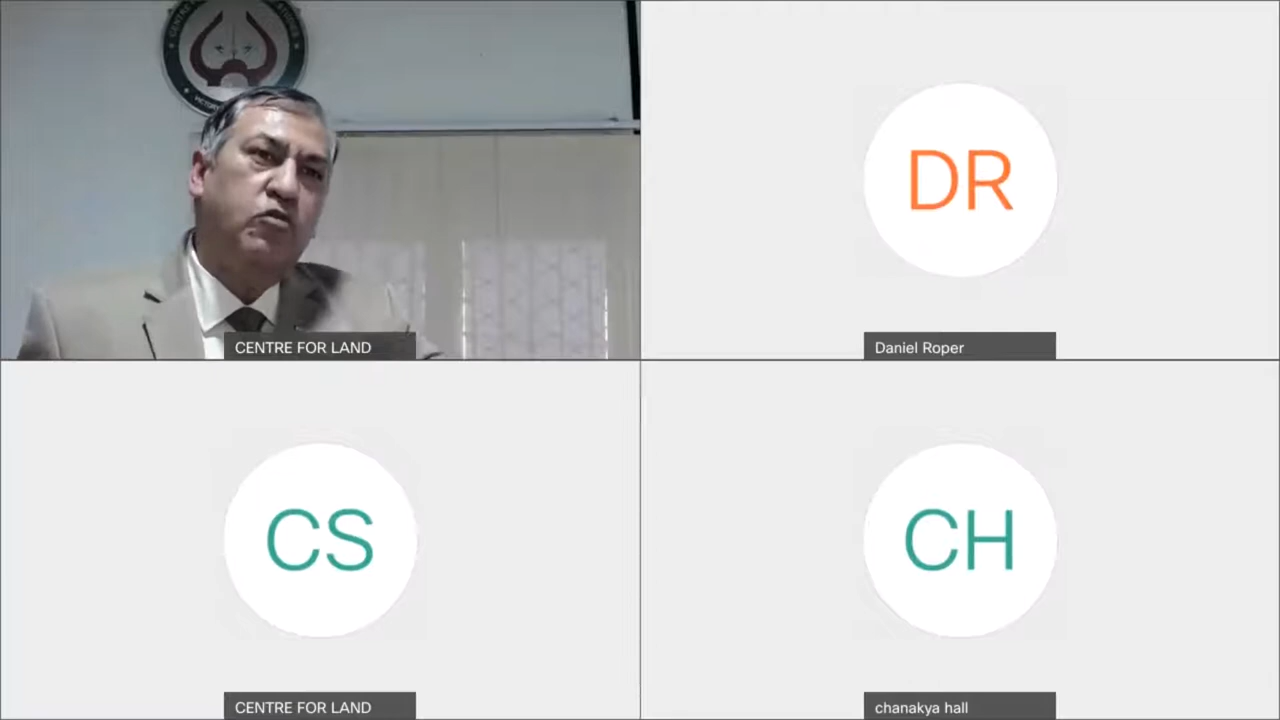 DR
CENTRE FOR LAND
Daniel Roper
CS
CH
CENTRE FOR LAND
chanakya hall